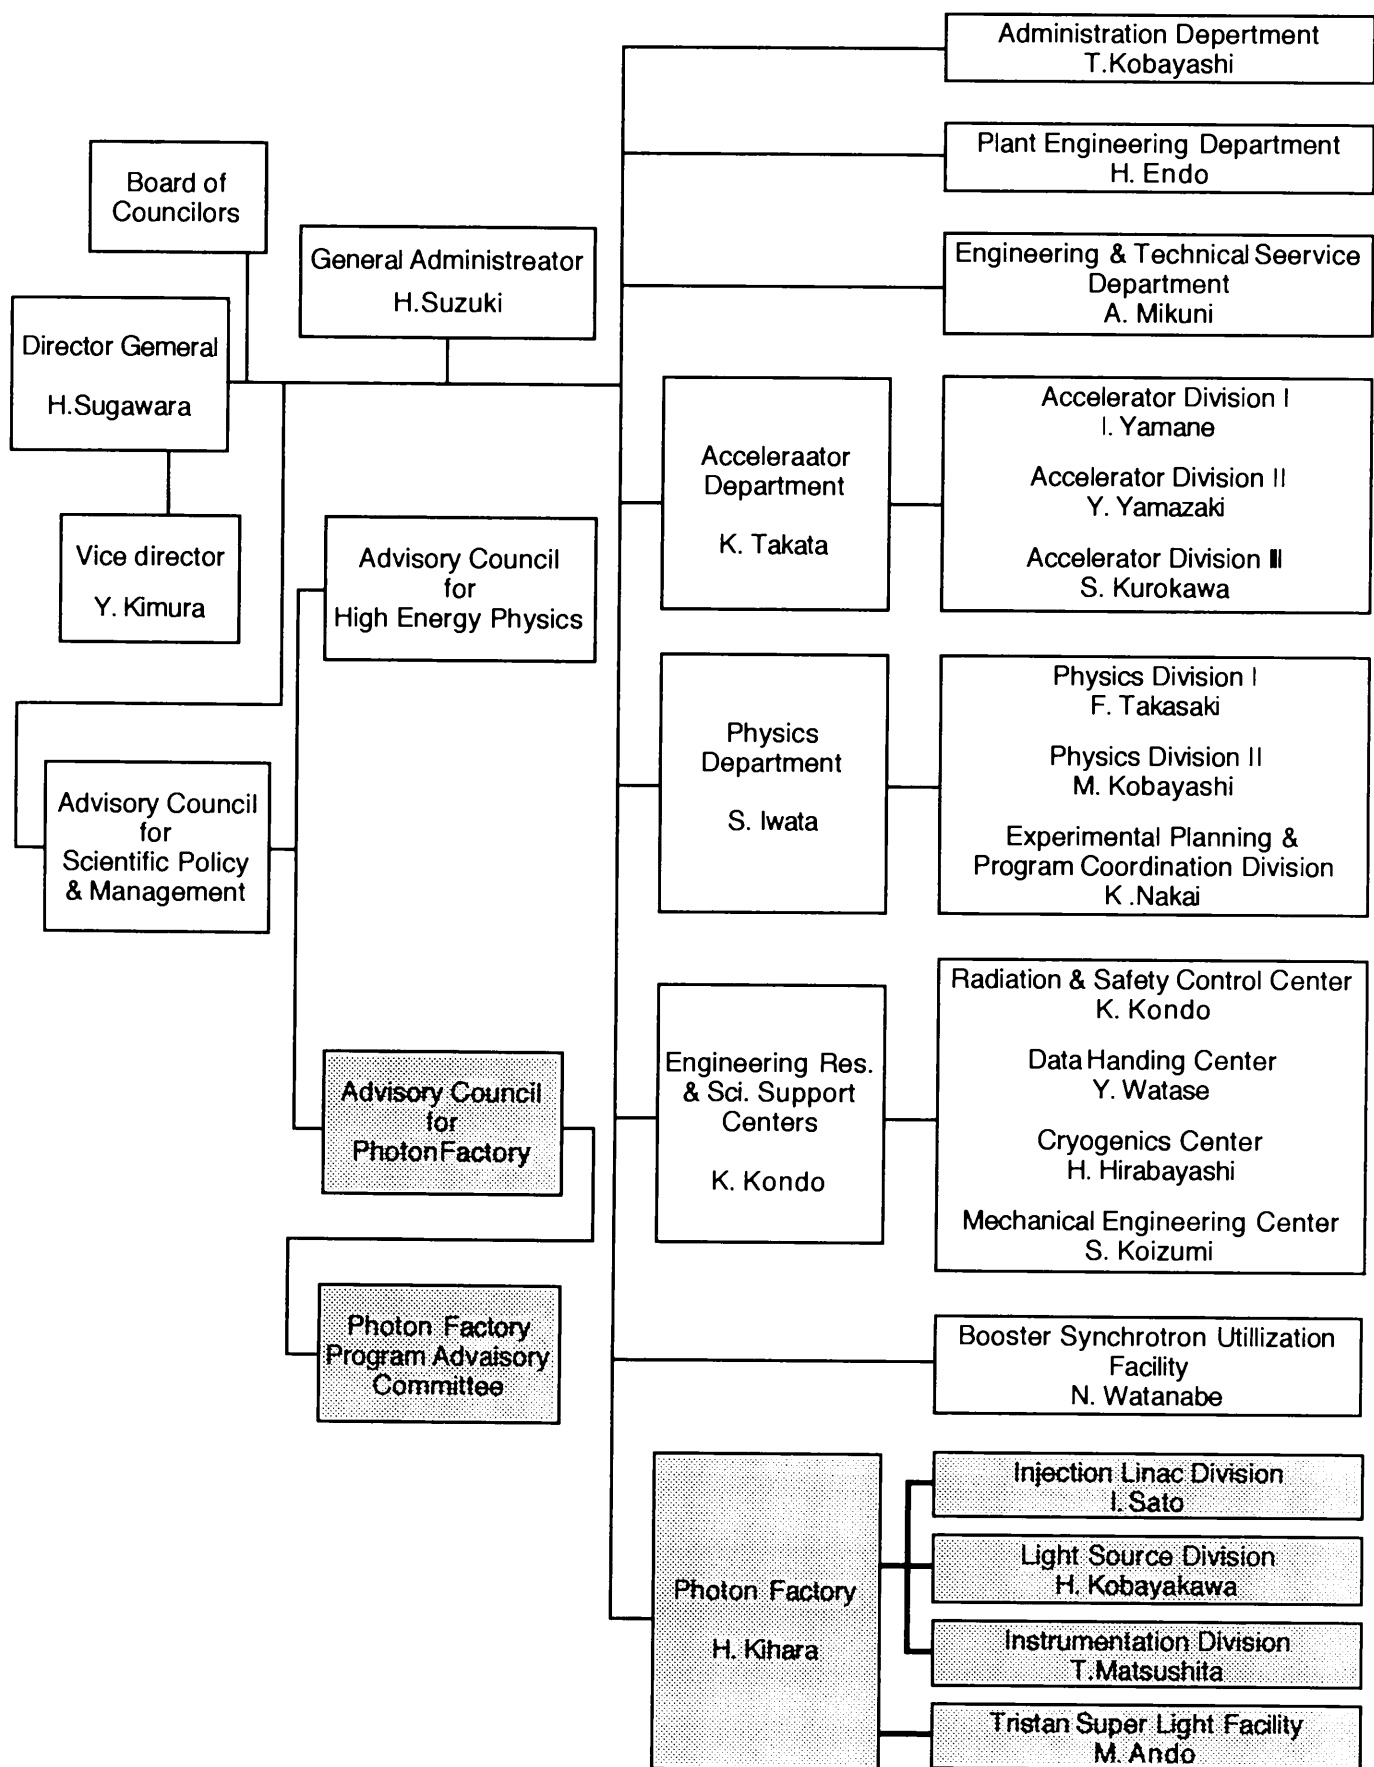 Administration Depertment
T.Kobayashi
Plant Engineering Department
H. Endo
Board of
Councilors
General Administreator
H.Suzuki
Engineering & Technical Seervice
Department
A. Mikuni
Director Gemeral
H.Sugawara
Vice director
Y. Kimura
Acceleraator
Department
K. Takata
Accelerator Division I
I. Yamane
Accelerator Division II
Y. Yamazaki
Accelerator Division III
S. Kurokawa
Advisory Council
for
High Energy Physics
Physics
Department
S. Iwata
Physics Division I
F. Takasaki
Physics Division II
M. Kobayashi
Experimental Planning &
Program Coordination Division
K .Nakai
Advisory Council
for
Scientific Policy
& Management
Engineering Res.
& Sci. Support
Centers
K. Kondo
Radiation & Safety Control Center
K. Kondo
Data Handing Center
Y. Watase
Cryogenics Center
H. Hirabayashi
Mechanical Engineering Center
S. Koizumi
Advisory Council
for
Photon Factory
Photon Factory
Program Advaisory
Committee
Booster Synchrotron Utillization
Facility
N. Watanabe
Photon Factory
H. Kihara
Injection Linac Division
I. Sato
Light Source Division
H. Kobayakawa
Instrumentation Division
T.Matsushita
Tristan Super Light Facility
M. Ando